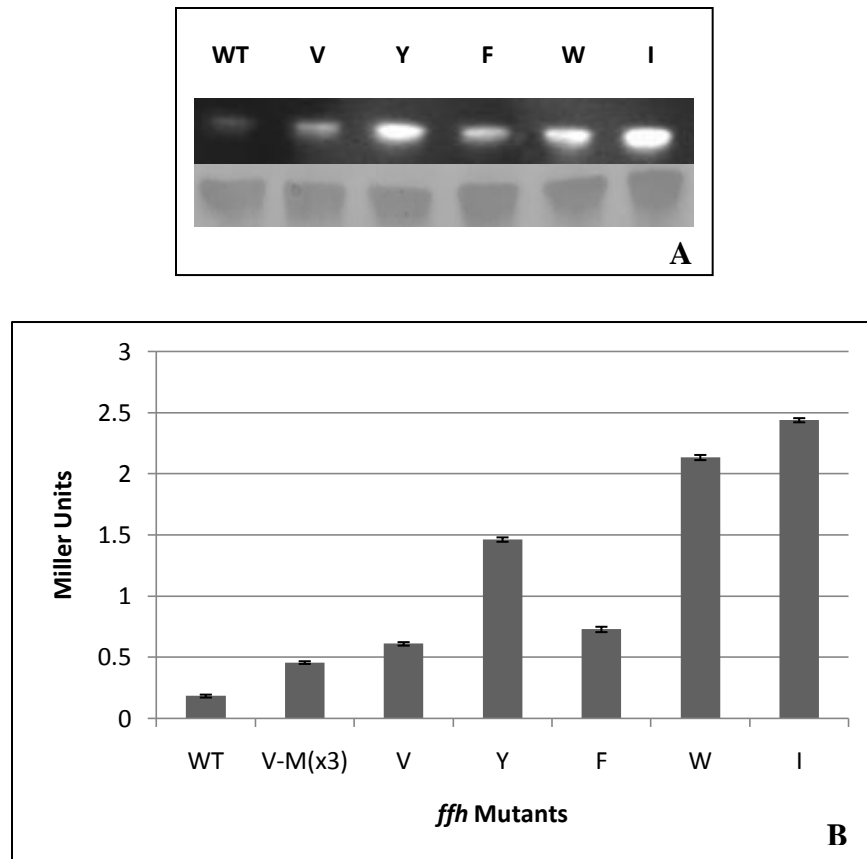 WT V Y F W I
A
3
2.5
2
1.5
1
0.5
0
Miller Units
WT V-M(x3) V Y F W I
ffh Mutants
B